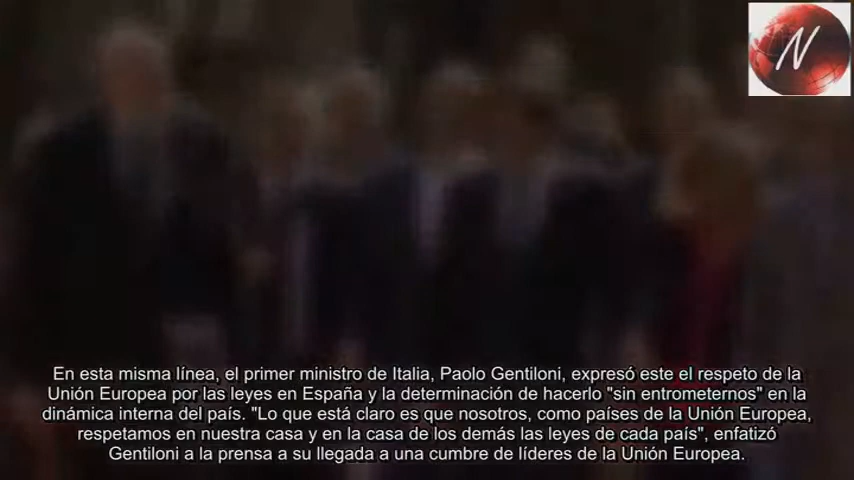 N
En esta misma línea, el primer ministro de Italia, Paolo Gentiloni, expresó este el respeto de la
Unión Europea por las leyes en España y la determinación de hacerlo "sin entrometernos" en la
dinámica interna del país. "Lo que está claro es que nosotros, como países de la Unión Europea,
respetamos en nuestra casa y en la casa de los demás las leyes de cada país", enfatizó
Gentiloni a la prensa a su llegada a una cumbre de líderes de la Unión Europea.